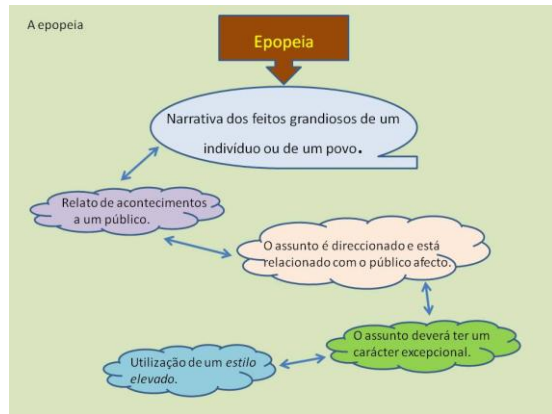 A epopeia
Epopeia
Narrativa dos feitos grandiosos de um
indivíduo ou de um povo.
Relato de acontecimentos
a um público.
O assunto é direccionado e está
relacionado com o público afecto.
O assunto deverá ter um
carácter excepcional.
Utilização de um estilo
elevado.